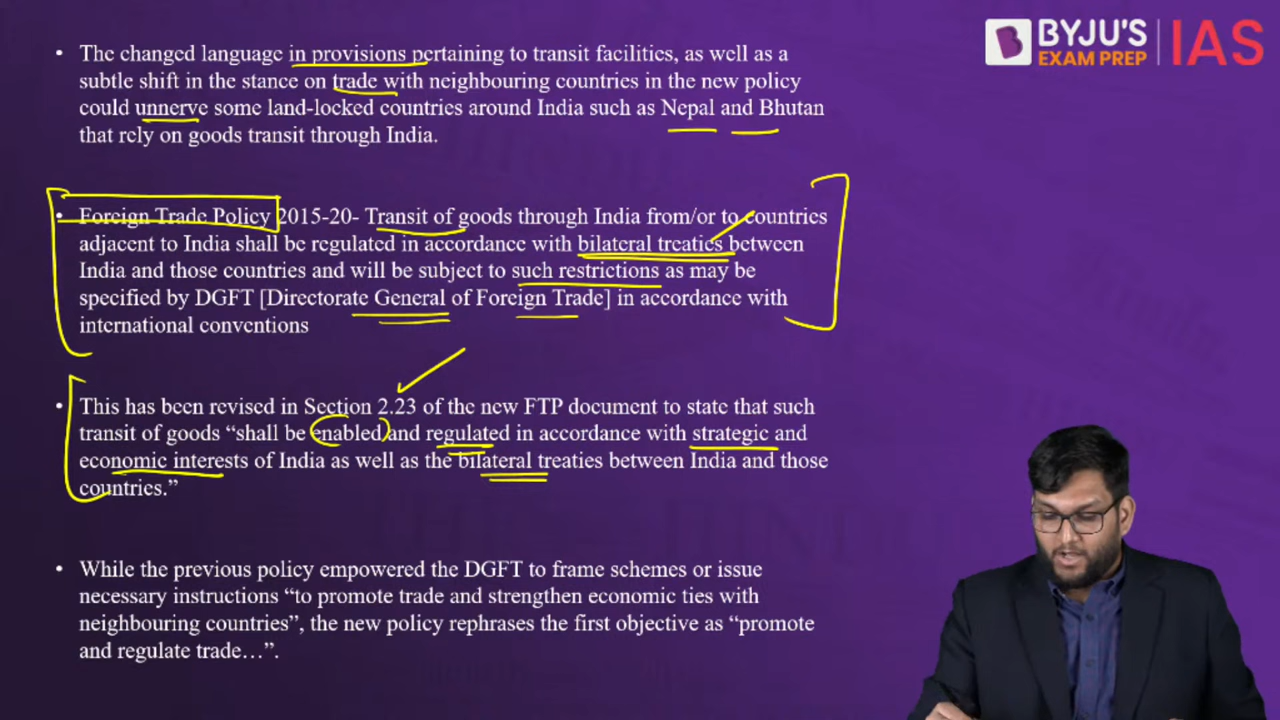 BYJU'S
EXAM PREP
IAS
• The changed language in provisions pertaining to transit facilities, as well as a
subtle shift in the stance on trade with neighbouring countries in the new policy
could unnerve some land-locked countries around India such as Nepal and Bhutan
that rely on goods transit through India.
• Foreign Trade Policy 2015-20- Transit of goods through India from/or to countries
adjacent to India shall be regulated in accordance with bilateral treaties between
India and those countries and will be subject to such restrictions as may be
specified by DGFT [Directorate General of Foreign Trade] in accordance with
international conventions
• This has been revised in Section 2.23 of the new FTP document to state that such
transit of goods “shall be enabled and regulated in accordance with strategic and
economic interests of India as well as the bilateral treaties between India and those
countries.”
• While the previous policy empowered the DGFT to frame schemes or issue
necessary instructions “to promote trade and strengthen economic ties with
neighbouring countries”, the new policy rephrases the first objective as “promote
and regulate trade…”.